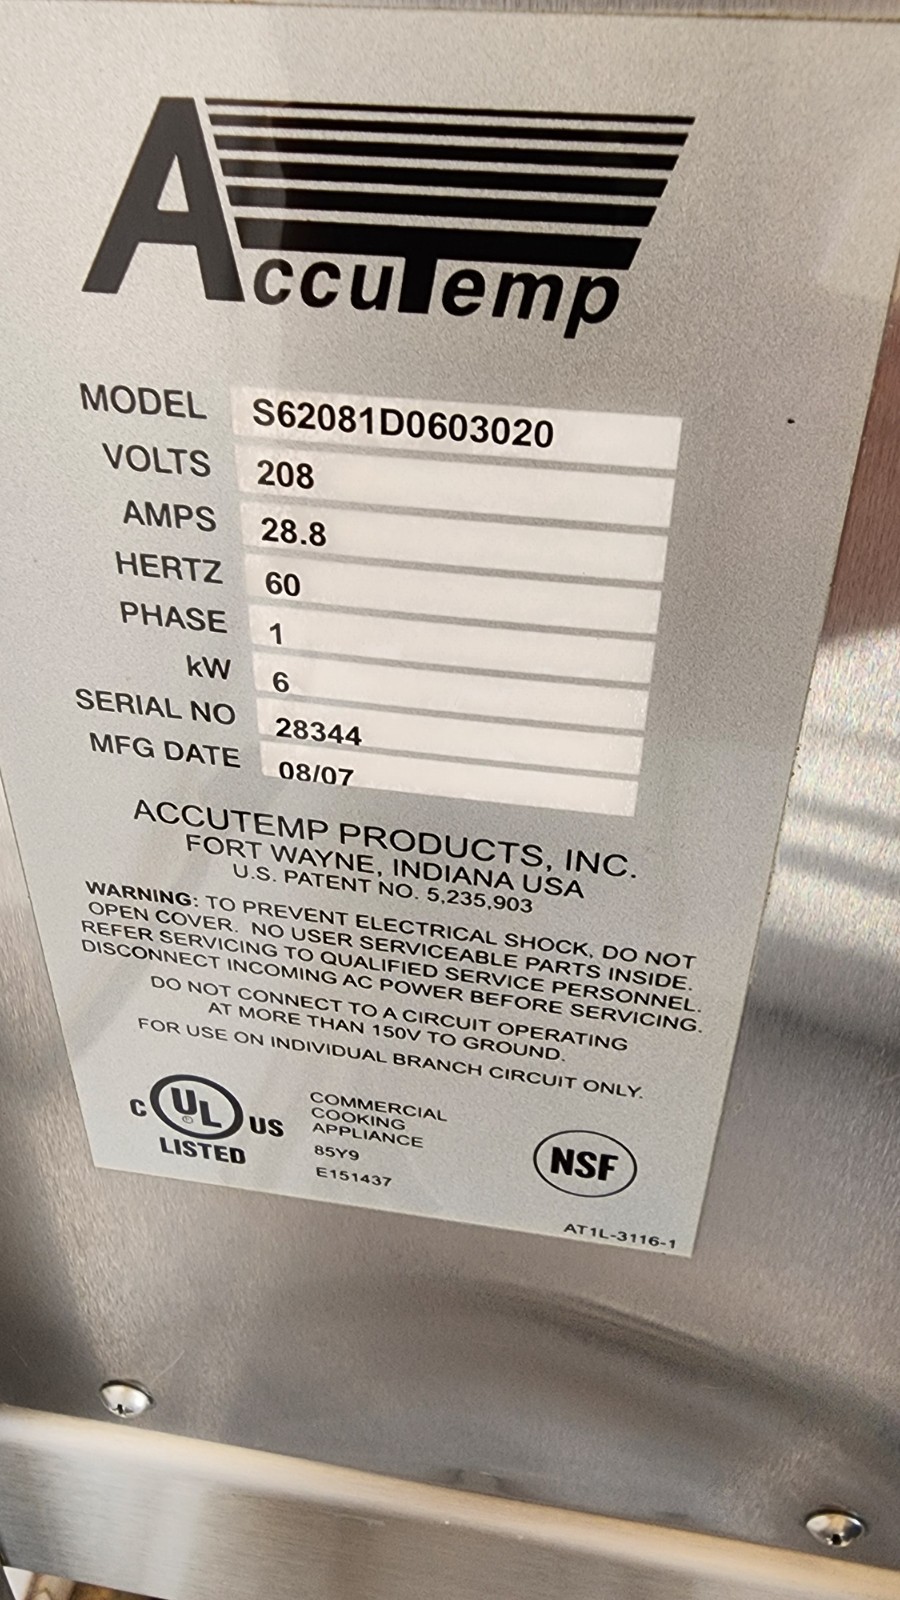 AccuTemp
MODEL S62081D0603020
VOLTS 208
AMPS 28.8
HERTZ 60
PHASE 1
kW 6
SERIAL NO 28344
MFG DATE 08/07
ACCUTEMP PRODUCTS, INC.
FORT WAYNE, INDIANA USA
U.S. PATENT NO. 5,235,903
WARNING: TO PREVENT ELECTRICAL SHOCK, DO NOT
OPEN COVER. NO USER SERVICEABLE PARTS INSIDE.
REFER SERVICING TO QUALIFIED SERVICE PERSONNEL.
DISCONNECT INCOMING AC POWER BEFORE SERVICING.
DO NOT CONNECT TO A CIRCUIT OPERATING
AT MORE THAN 150V TO GROUND.
FOR USE ON INDIVIDUAL BRANCH CIRCUIT ONLY.
C UL US
LISTED
COMMERCIAL
COOKING
APPLIANCE
85Y9
E151437
NSF
AT1L-3116-1